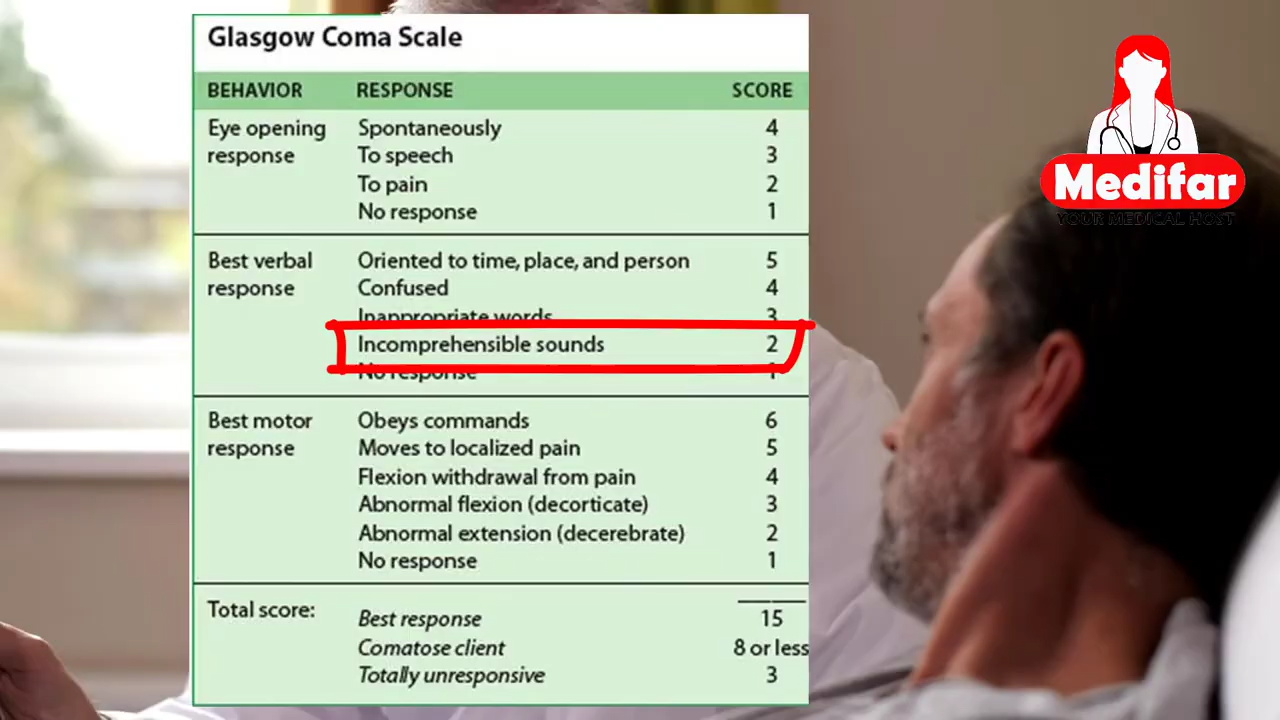 Glasgow Coma Scale
BEHAVIOR RESPONSE SCORE
Eye opening Spontaneously 4
response To speech 3
To pain 2
No response 1
Best verbal Oriented to time, place, and person 5
response Confused 4
Inappropriate words 3
Incomprehensible sounds 2
No response 1
Best motor Obeys commands 6
response Moves to localized pain 5
Flexion withdrawal from pain 4
Abnormal flexion (decorticate) 3
Abnormal extension (decerebrate) 2
No response 1
Total score: Best response 15
Comatose client 8 or less
Totally unresponsive 3
Medifar
YOUR MEDICAL HOST